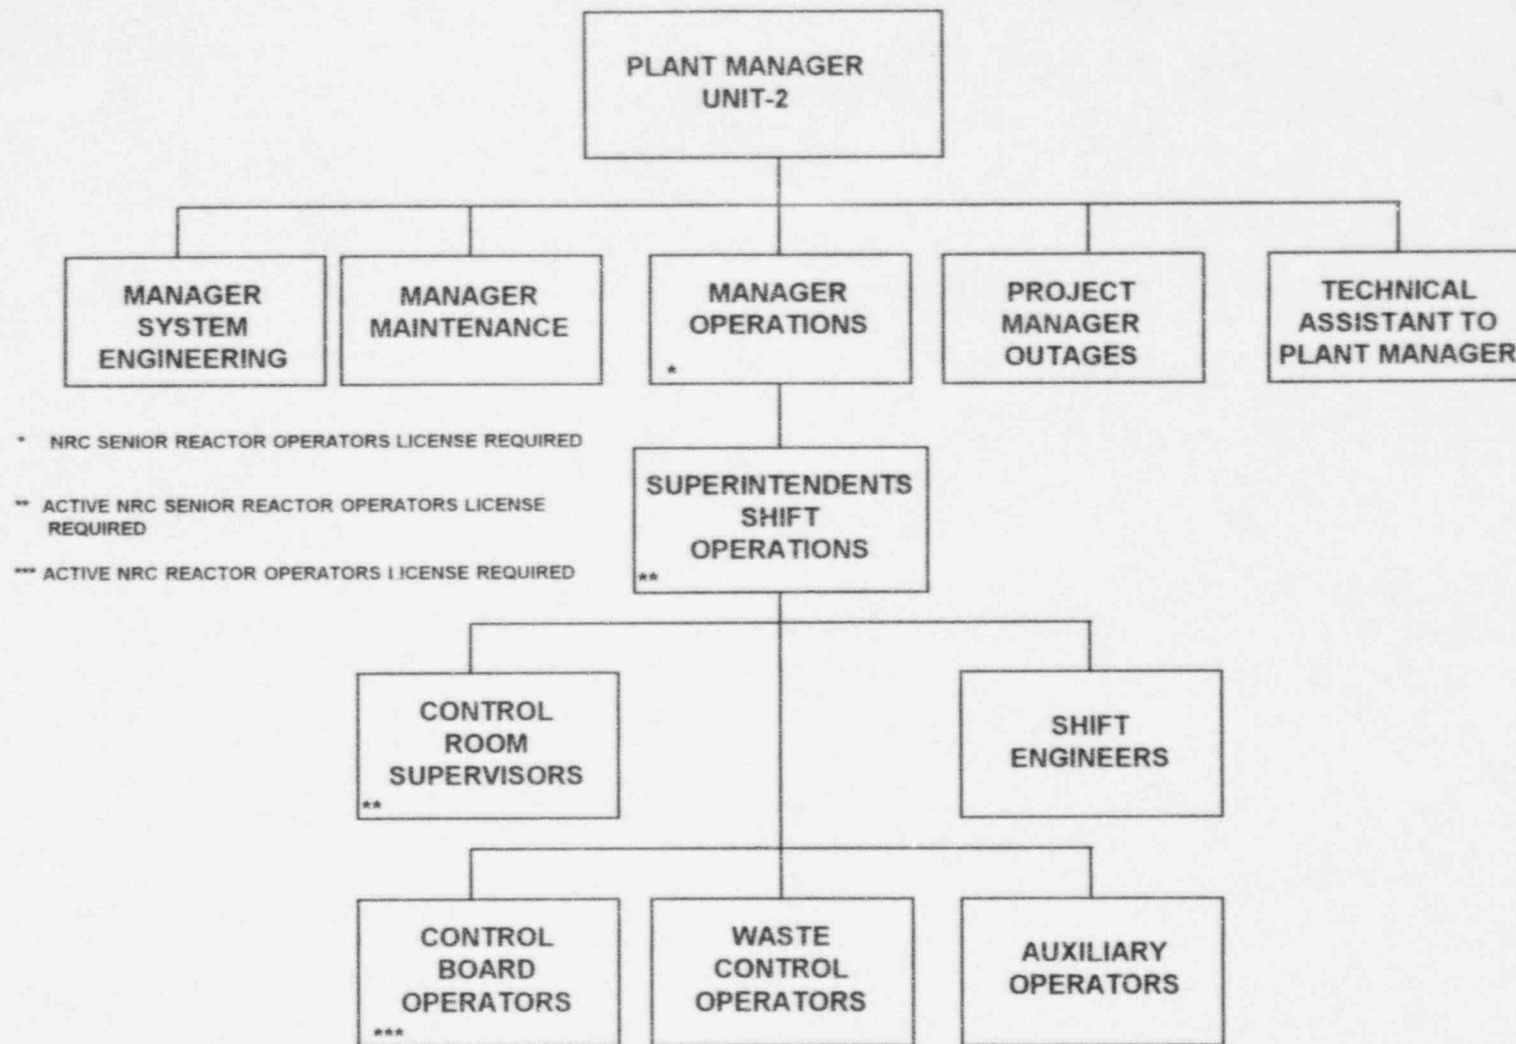 PLANT MANAGER
UNIT-2
MANAGER
SYSTEM
ENGINEERING
MANAGER
MAINTENANCE
MANAGER
OPERATIONS
*
PROJECT
MANAGER
OUTAGES
TECHNICAL
ASSISTANT TO
PLANT MANAGER
* NRC SENIOR REACTOR OPERATORS LICENSE REQUIRED
** ACTIVE NRC SENIOR REACTOR OPERATORS LICENSE
REQUIRED
*** ACTIVE NRC REACTOR OPERATORS LICENSE REQUIRED
SUPERINTENDENTS
SHIFT
OPERATIONS
**
CONTROL
ROOM
SUPERVISORS
**
SHIFT
ENGINEERS
CONTROL
BOARD
OPERATORS
***
WASTE
CONTROL
OPERATORS
AUXILIARY
OPERATORS